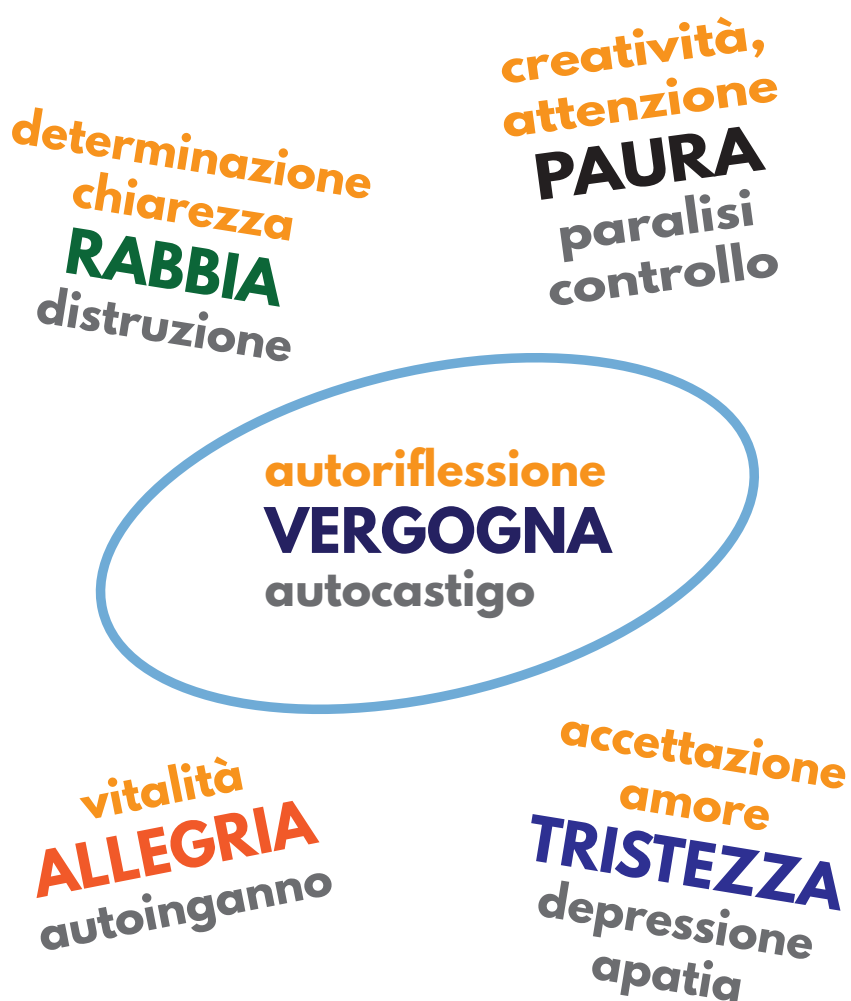 determinazione
chiarezza
RABBIA
distruzione
creatività,
attenzione
PAURA
paralisi
controllo
autoriflessione
VERGOGNA
autocastigo
vitalità
ALLEGRIA
autoinganno
accettazione
amore
TRISTEZZA
depressione
apatia